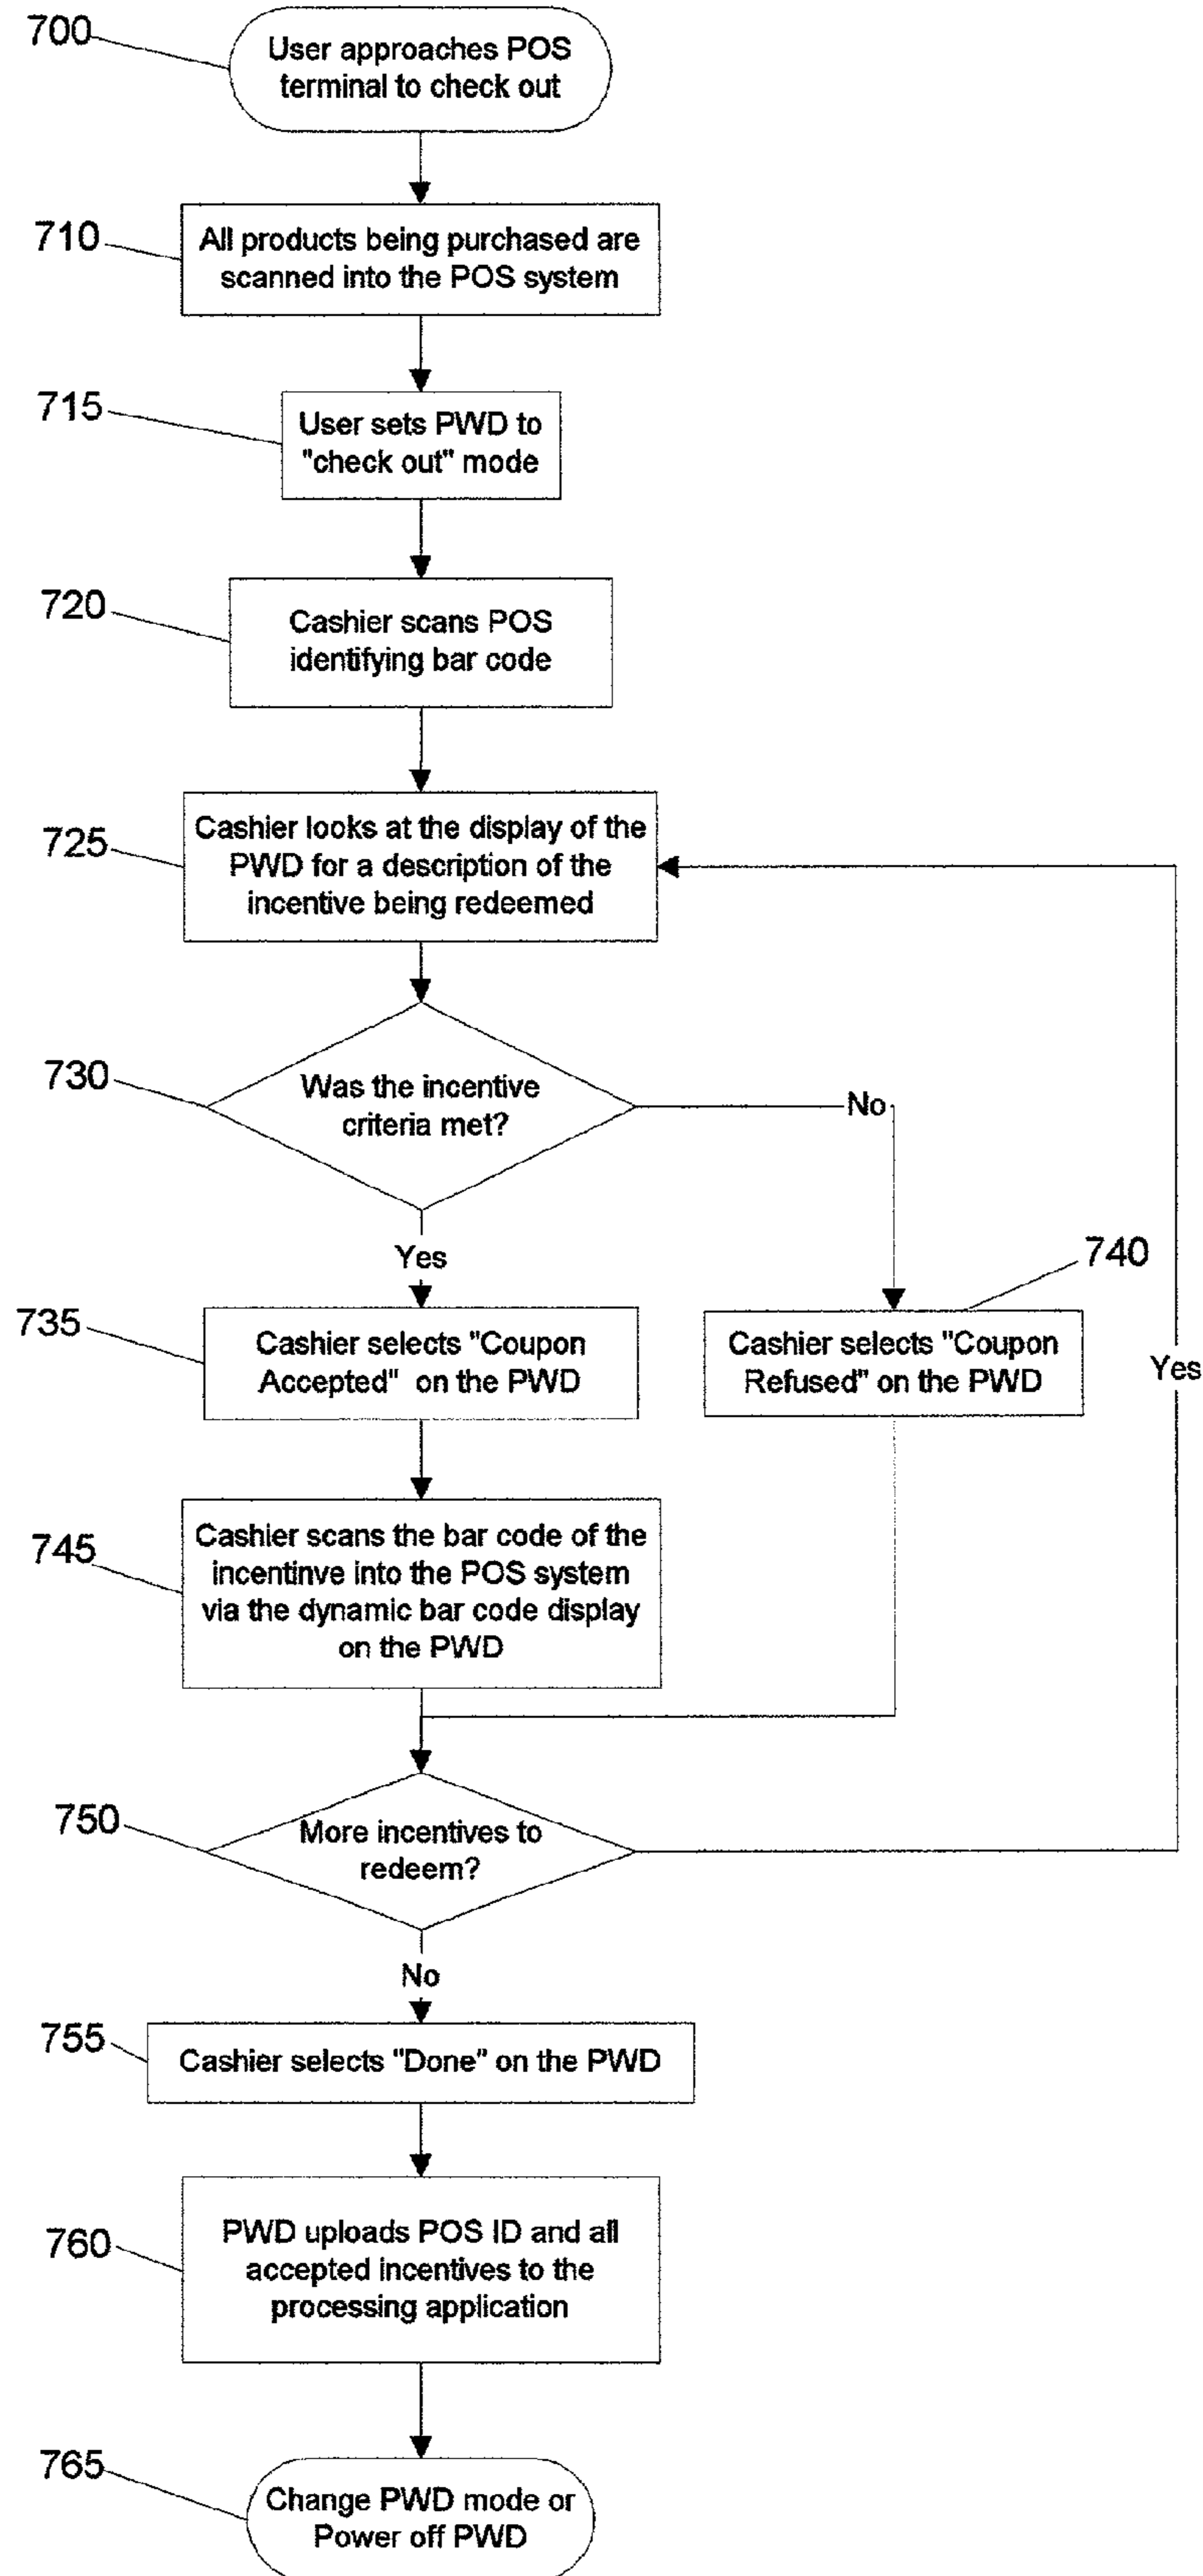 700
User approaches POS
terminal to check out
710
All products being purchased are
scanned into the POS system
715
User sets PWD to
"check out" mode
720
Cashier scans POS
identifying bar code
725
Cashier looks at the display of the
PWD for a description of the
incentive being redeemed
730
Was the incentive
criteria met?
No
Yes
735
Cashier selects "Coupon
Accepted" on the PWD
740
Cashier selects "Coupon
Refused" on the PWD
Yes
745
Cashier scans the bar code of the
incentinve into the POS system
via the dynamic bar code display
on the PWD
750
More incentives to
redeem?
No
755
Cashier selects "Done" on the PWD
760
PWD uploads POS ID and all
accepted incentives to the
processing application
765
Change PWD mode or
Power off PWD